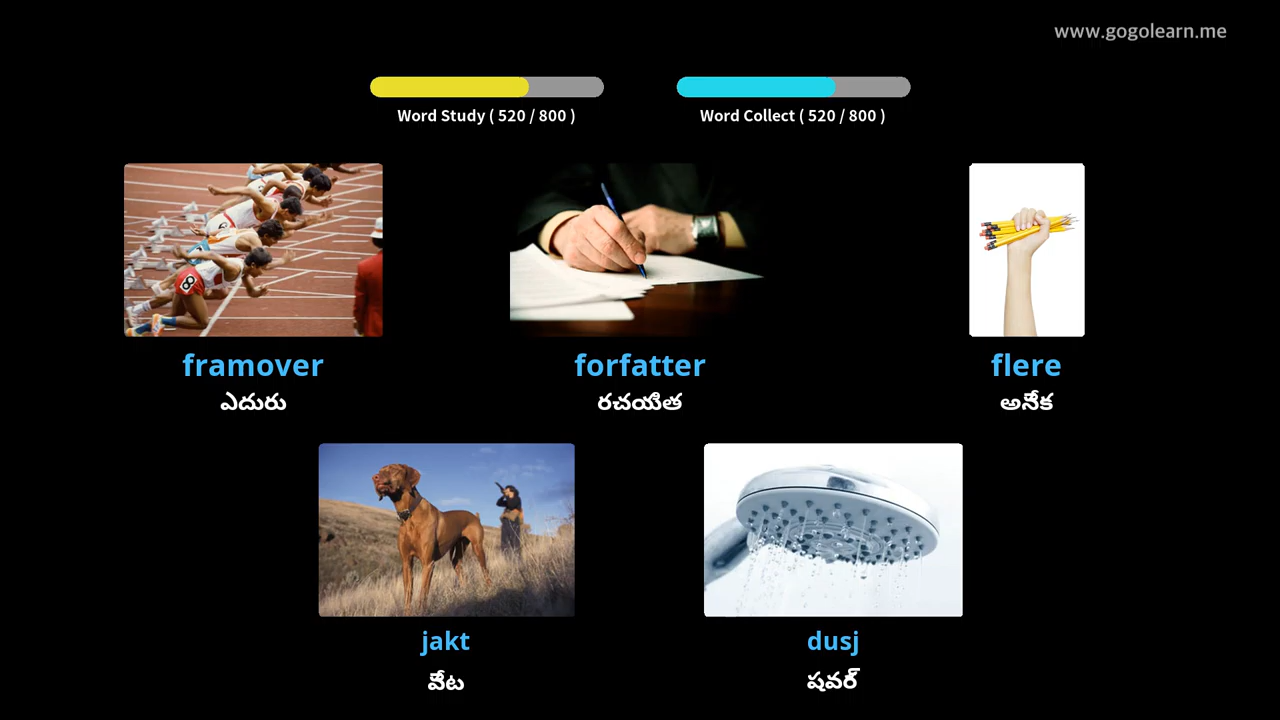 www.gogolearn.me
Word Study ( 520 / 800 )
Word Collect ( 520 / 800 )
framover
ఎదురు
forfatter
రచయిత
flere
అనేక
jakt
వేట
dusj
షవర్
8